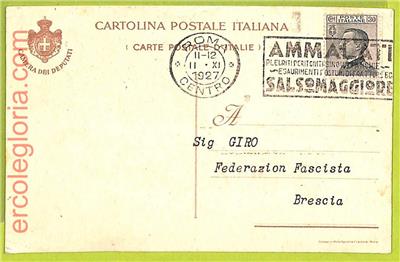 CARTOLINA POSTALE ITALIANA
(CARTE POSTALE D'ITALIE)
CAMERA DEI DEPUTATI
ROMA
11-12
11·XI
1927
CENTRO
SALSOMAGGIORE
A
Sig GIRO
Federazion Fascista
Brescia
ercolegloria.com